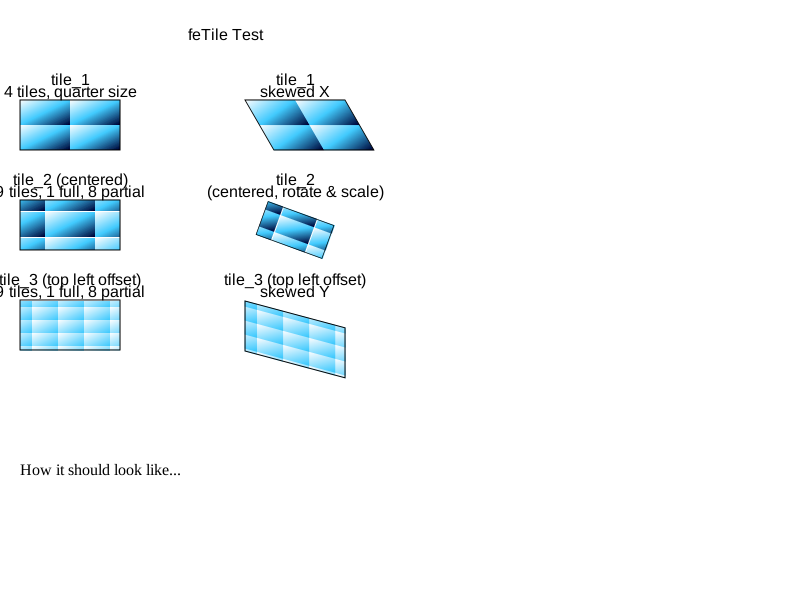 feTile Test
tile_1
4 tiles, quarter size
tile_1
skewed X
tile_2 (centered)
9 tiles, 1 full, 8 partial
tile_2
(centered, rotate & scale)
tile_3 (top left offset)
9 tiles, 1 full, 8 partial
tile_3 (top left offset)
skewed Y
How it should look like...